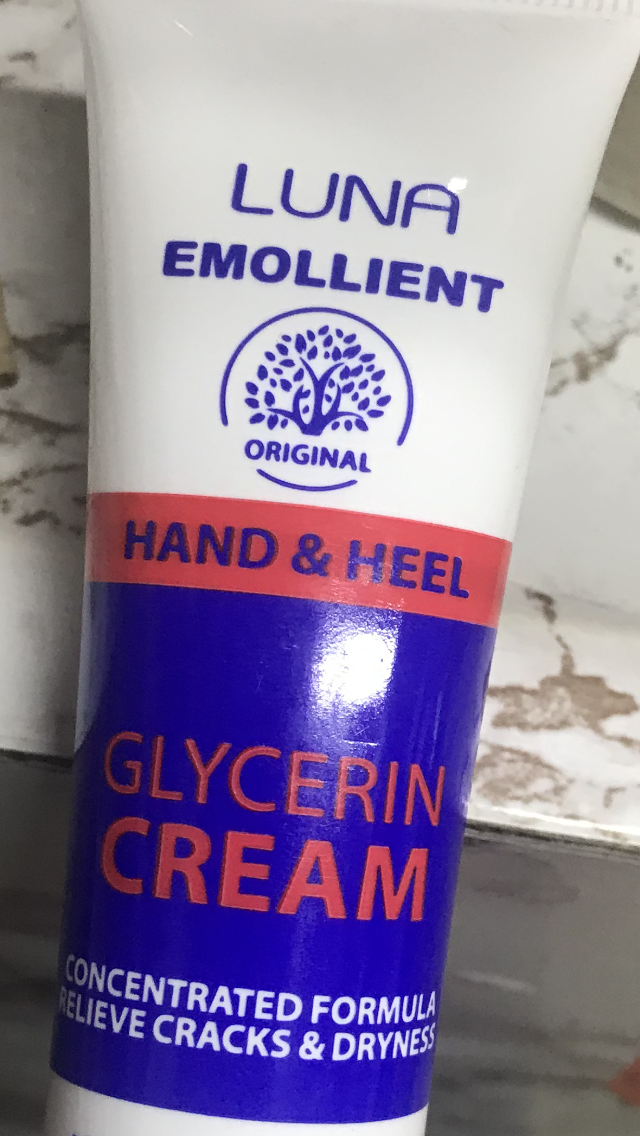 LUNA
EMOLLIENT
ORIGINAL
HAND & HEEL
GLYCERIN
CREAM
CONCENTRATED FORMULA
RELIEVE CRACKS & DRYNESS